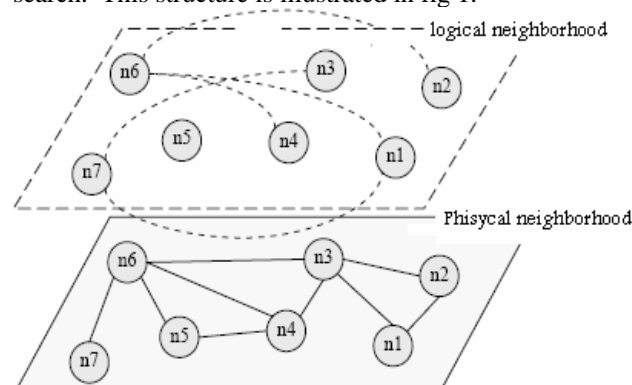 search. This structure is illustrated in fig 1.
logical neighborhood
n6
n3
n2
n5
n4
n1
n7
Phisycal neighborhood
n6
n3
n2
n5
n4
n1
n7